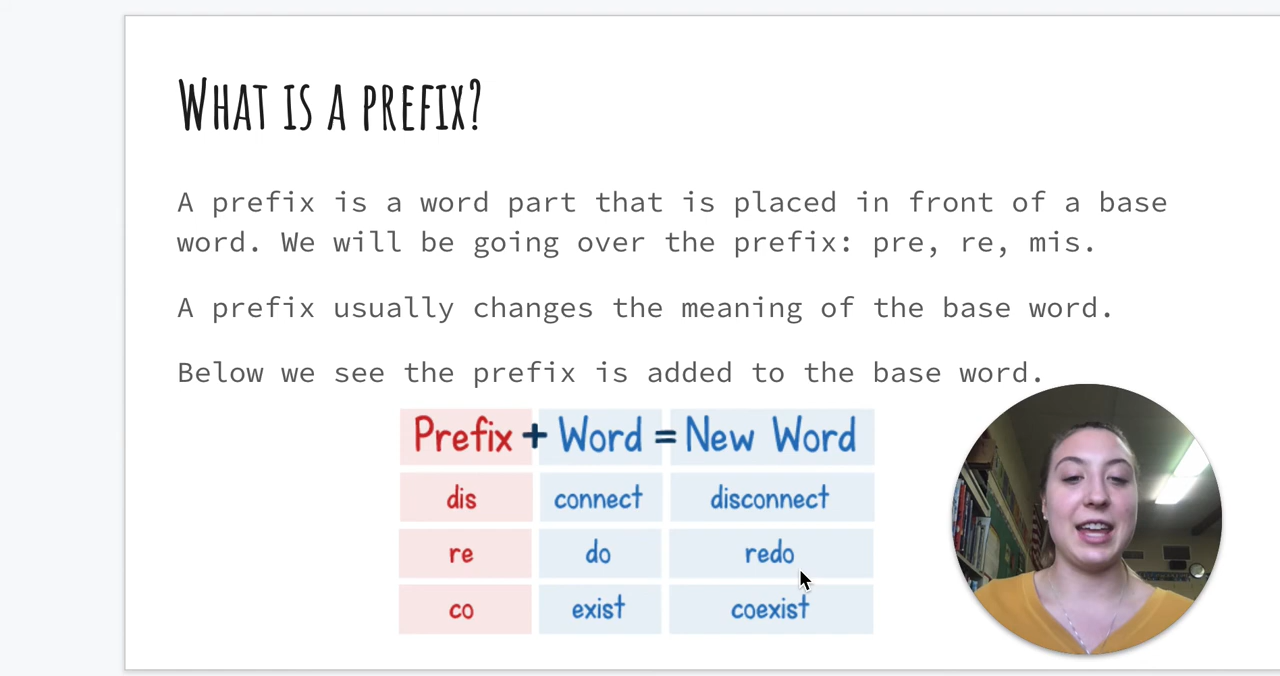 What is a prefix?
A prefix is a word part that is placed in front of a base
word. We will be going over the prefix: pre, re, mis.
A prefix usually changes the meaning of the base word.
Below we see the prefix is added to the base word.
Prefix + Word = New Word
dis connect disconnect
re do redo
co exist coexist